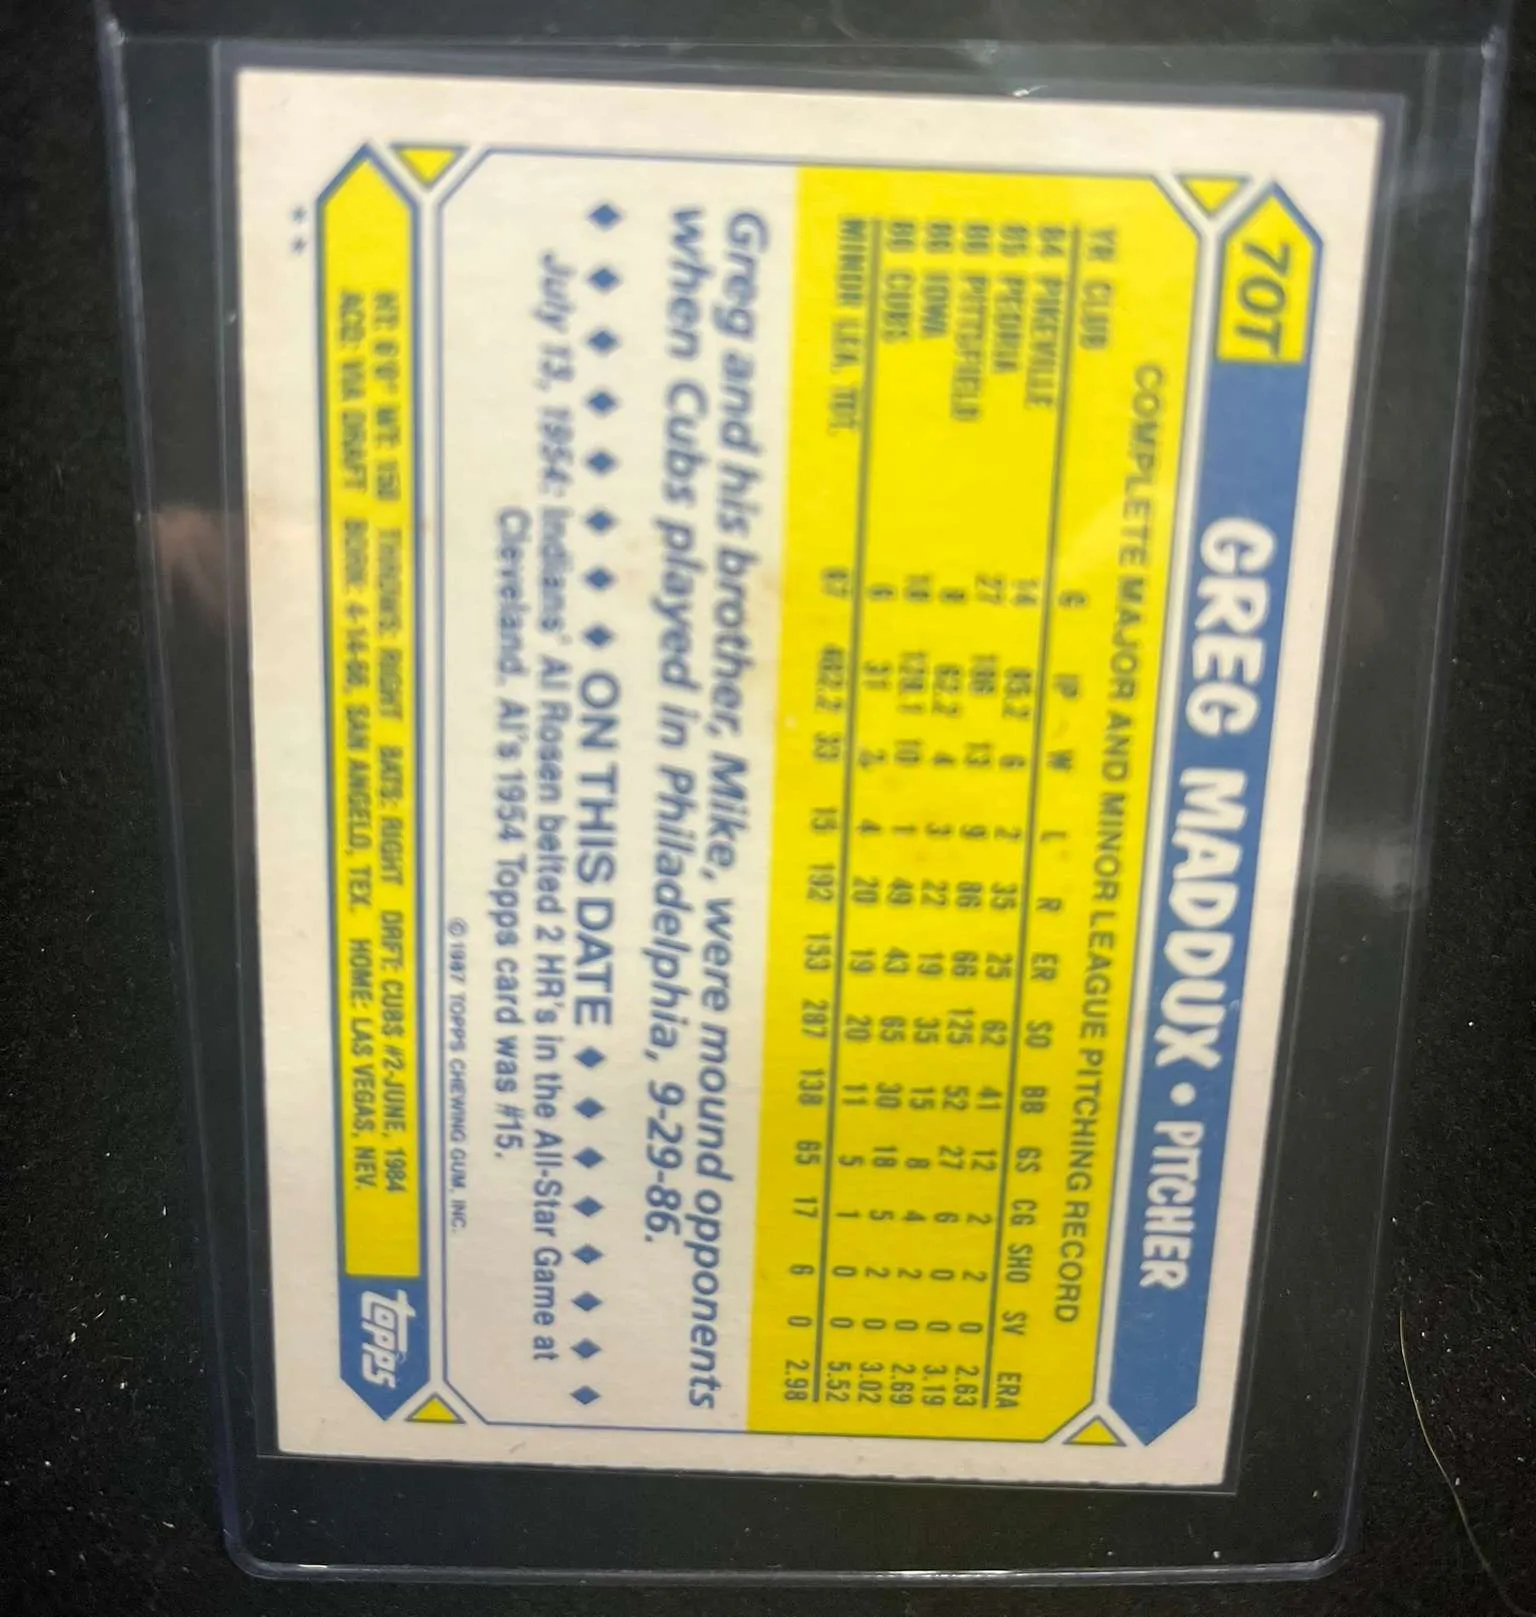 70T GREG MADDUX • PITCHER
COMPLETE MAJOR AND MINOR LEAGUE PITCHING RECORD
YR CLUB G IP W L R ER SO BB GS CG SHO SV ERA
84 PIKEVILLE 14 85.2 6 2 35 25 62 41 12 2 2 0 2.63
85 PEORIA 27 186 13 9 86 66 125 52 27 6 0 0 3.19
86 PITTSFIELD 8 62.2 4 3 22 19 35 15 8 4 2 0 2.69
86 IOWA 18 128.1 10 1 49 43 65 30 18 5 2 0 3.02
86 CUBS 6 31 2 4 20 19 20 11 5 1 0 0 5.52
MINOR LEA. TOT. 67 462.2 33 15 192 153 287 138 65 17 6 0 2.98
Greg and his brother, Mike, were mound opponents
when Cubs played in Philadelphia, 9-29-86.
ON THIS DATE
July 13, 1954: Indians' Al Rosen belted 2 HR's in the All-Star Game at
Cleveland. Al's 1954 Topps card was #15.
© 1987 TOPPS CHEWING GUM, INC.
HT: 6'0" WT: 150 THROWS: RIGHT BATS: RIGHT DRFT: CUBS #2-JUNE, 1984
ACQ: VIA DRAFT BORN: 4-14-66, SAN ANGELO, TEX. HOME: LAS VEGAS, NEV.
topps
**